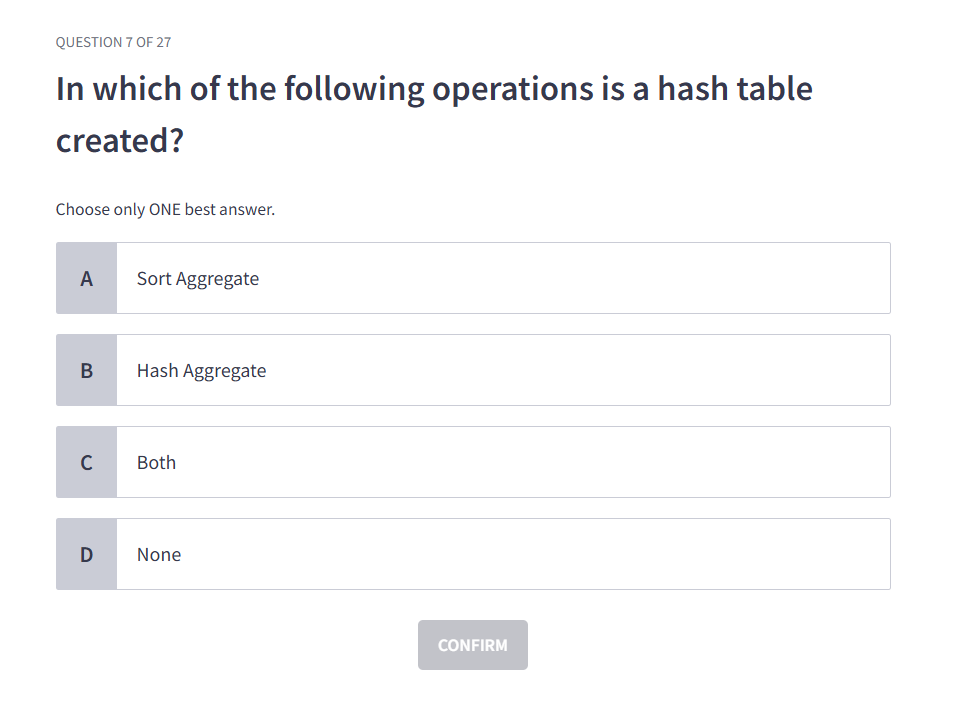 QUESTION 7 OF 27
In which of the following operations is a hash table
created?
Choose only ONE best answer.
A Sort Aggregate
B Hash Aggregate
C Both
D None
CONFIRM